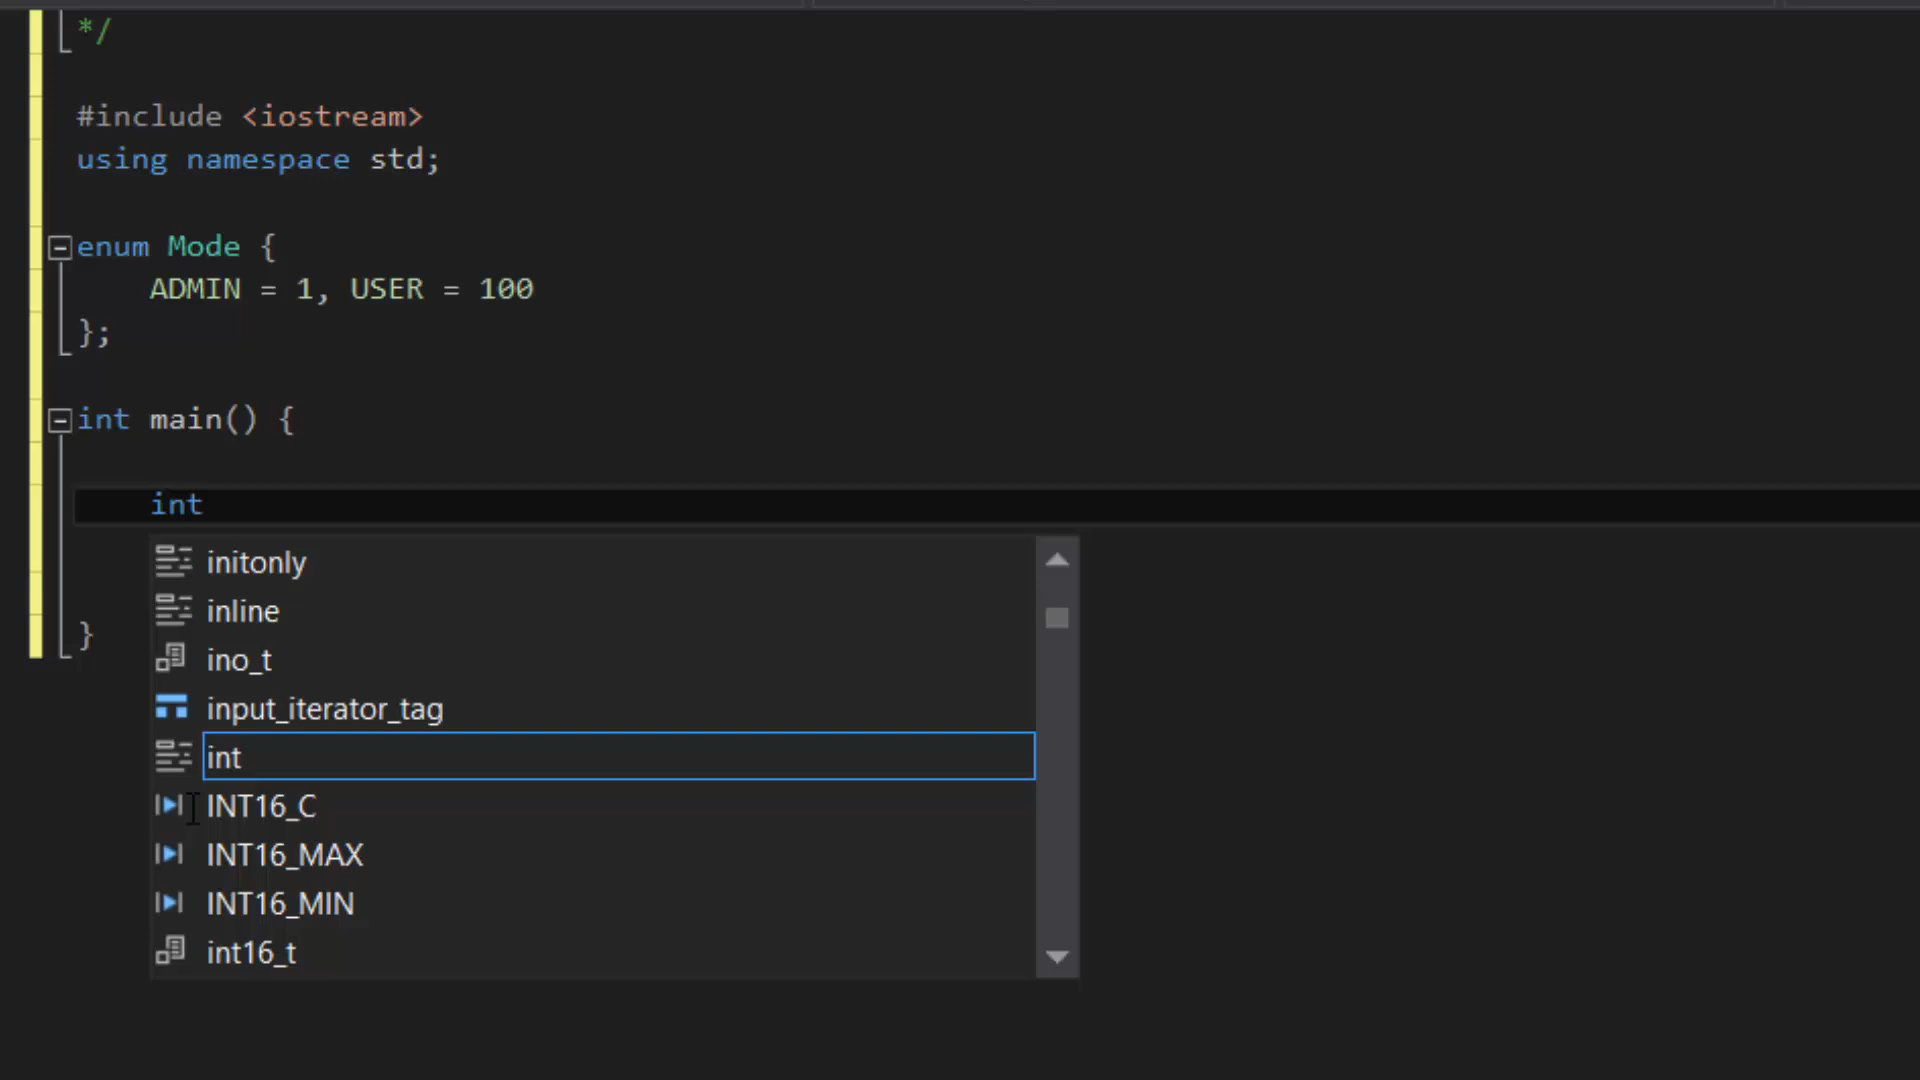 */
#include <iostream>
using namespace std;
enum Mode {
ADMIN = 1, USER = 100
};
int main() {
int
initonly
inline
ino_t
input_iterator_tag
int
INT16_C
INT16_MAX
INT16_MIN
int16_t
}